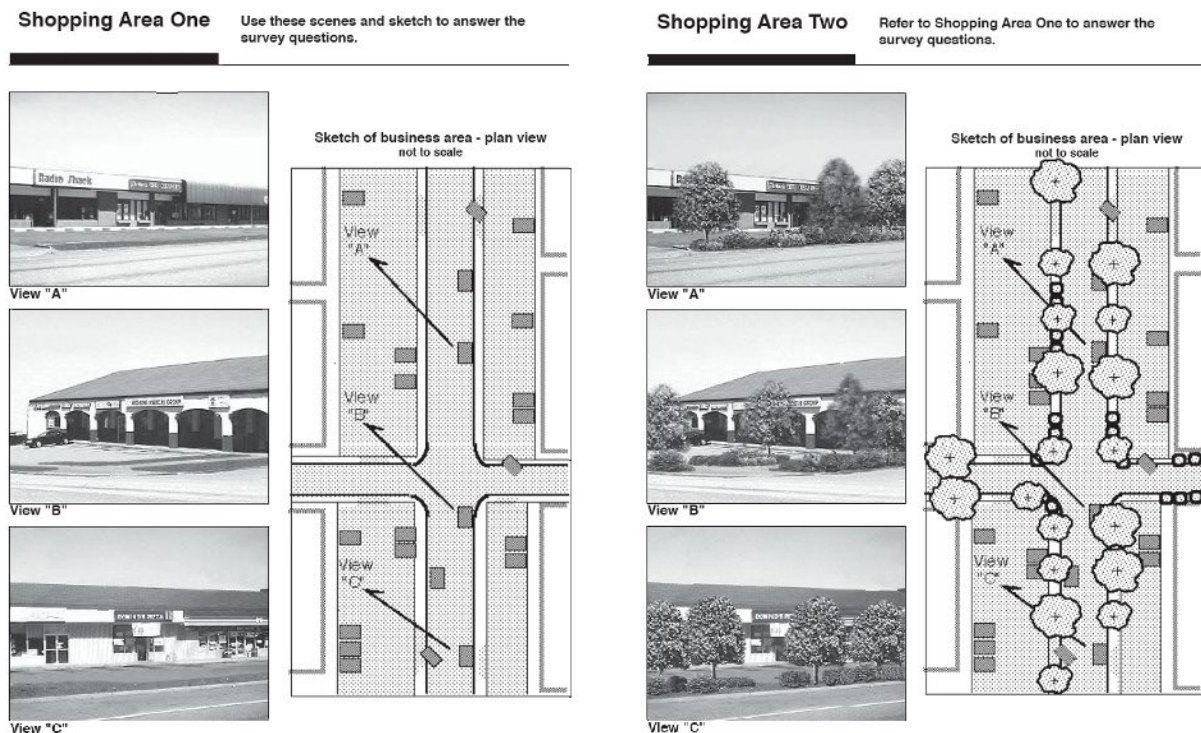 Shopping Area One
Use these scenes and sketch to answer the
survey questions.
Sketch of business area - plan view
not to scale
Radio Shack
View "A"
View
"A"
View "B"
View
"B"
View "C"
View
"C"
Shopping Area Two
Refer to Shopping Area One to answer the
survey questions.
Sketch of business area - plan view
not to scale
View "A"
View
"A"
View "B"
View
"B"
View "C"
View
"C"